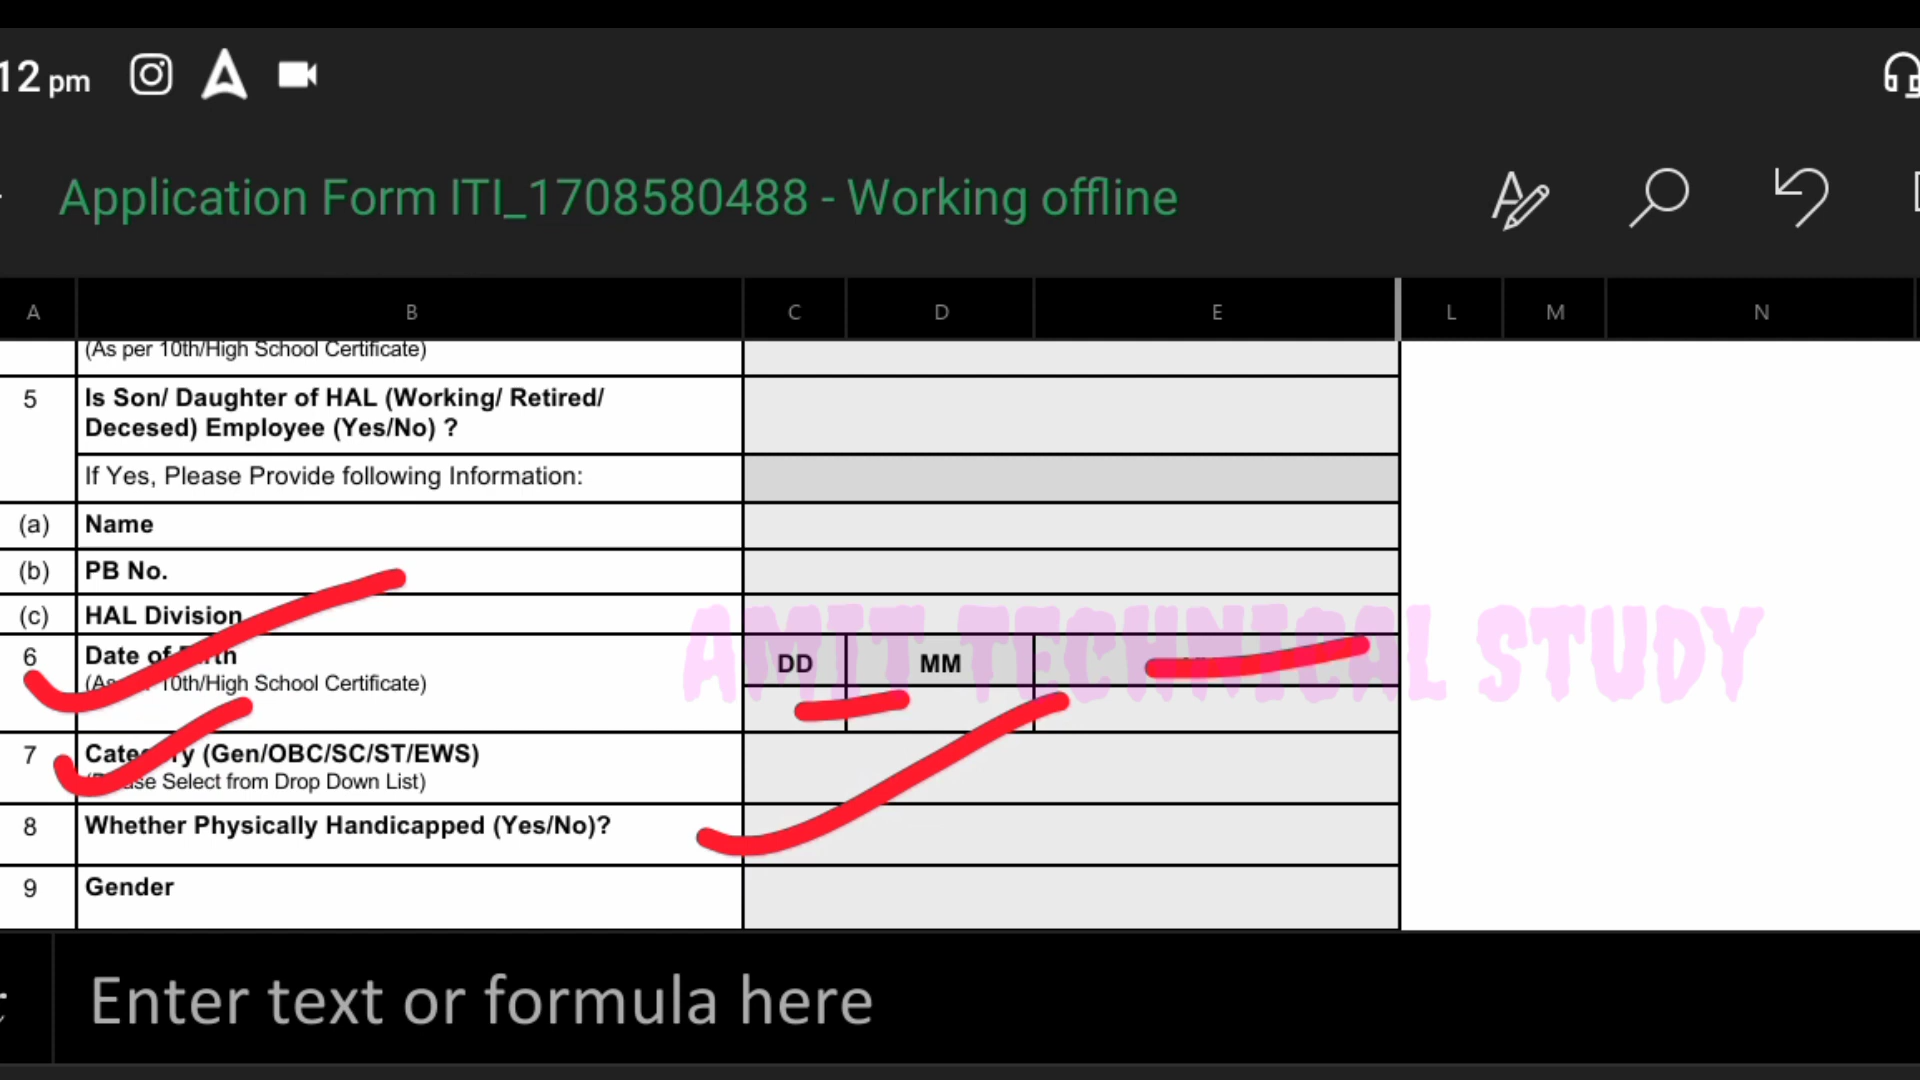 12 pm
Application Form ITI_1708580488 - Working offline
A B C D E L M N
(As per 10th/High School Certificate)
5 Is Son/ Daughter of HAL (Working/ Retired/
Decesed) Employee (Yes/No) ?
If Yes, Please Provide following Information:
(a) Name
(b) PB No.
(c) HAL Division
AMIT TECHNICAL STUDY
6 Date of DD MM
10th/High School Certificate)
7 Category (Gen/OBC/SC/ST/EWS)
Select from Drop Down List)
8 Whether Physically Handicapped (Yes/No)?
9 Gender
Enter text or formula here